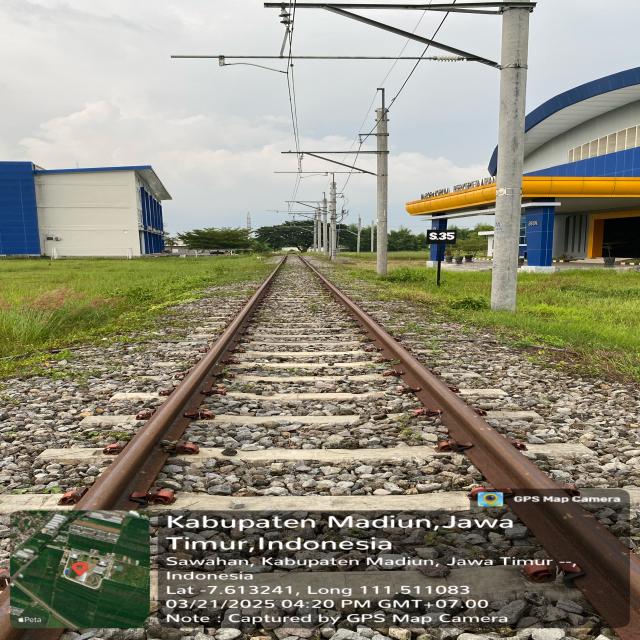 S.35
GPS Map Camera
Kabupaten Madiun,Jawa
Timur,Indonesia
Sawahan, Kabupaten Madiun, Jawa Timur --,
Indonesia
Lat -7.613241, Long 111.511083
03/21/2025 04:20 PM GMT+07:00
Note : Captured by GPS Map Camera
Peta